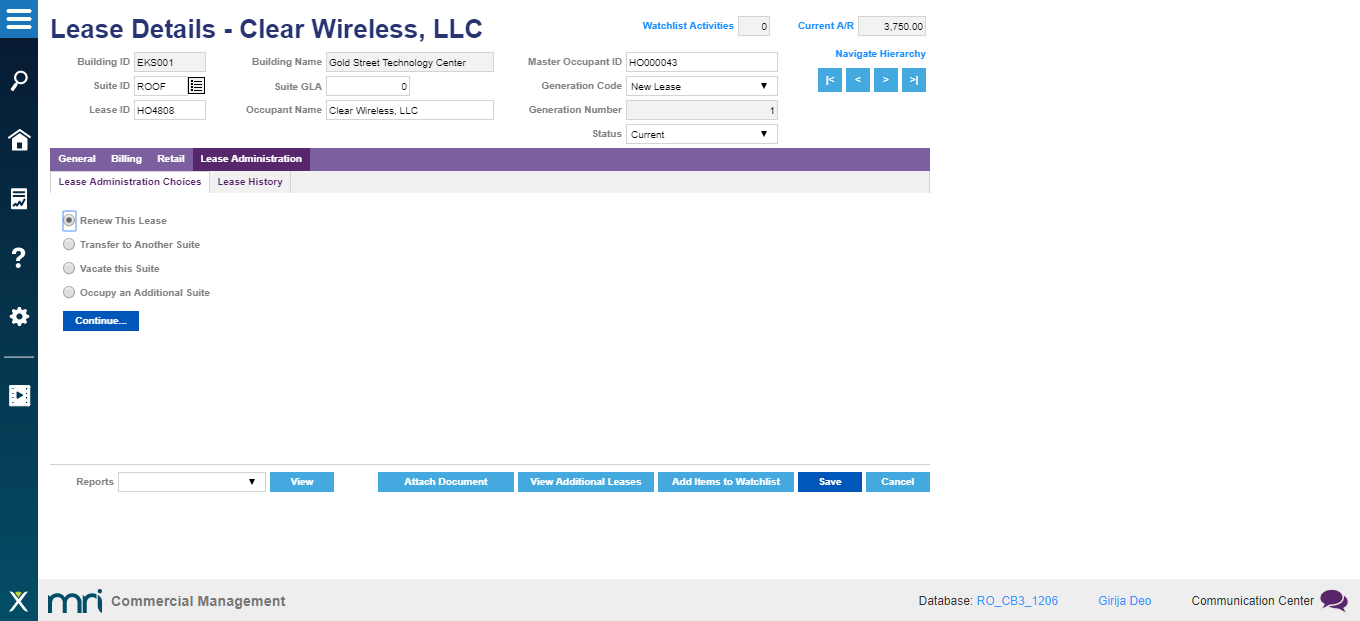 Lease Details - Clear Wireless, LLC
Watchlist Activities 0 Current A/R 3,750.00
Navigate Hierarchy
|< < > >|
Building ID EKS001 Building Name Gold Street Technology Center Master Occupant ID HO000043
Suite ID ROOF Suite GLA 0 Generation Code New Lease
Lease ID HO4808 Occupant Name Clear Wireless, LLC Generation Number 1
Status Current
General Billing Retail Lease Administration
Lease Administration Choices Lease History
Renew This Lease
Transfer to Another Suite
Vacate this Suite
Occupy an Additional Suite
Continue...
Reports View Attach Document View Additional Leases Add Items to Watchlist Save Cancel
mri Commercial Management Database: RO_CB3_1206 Girija Deo Communication Center